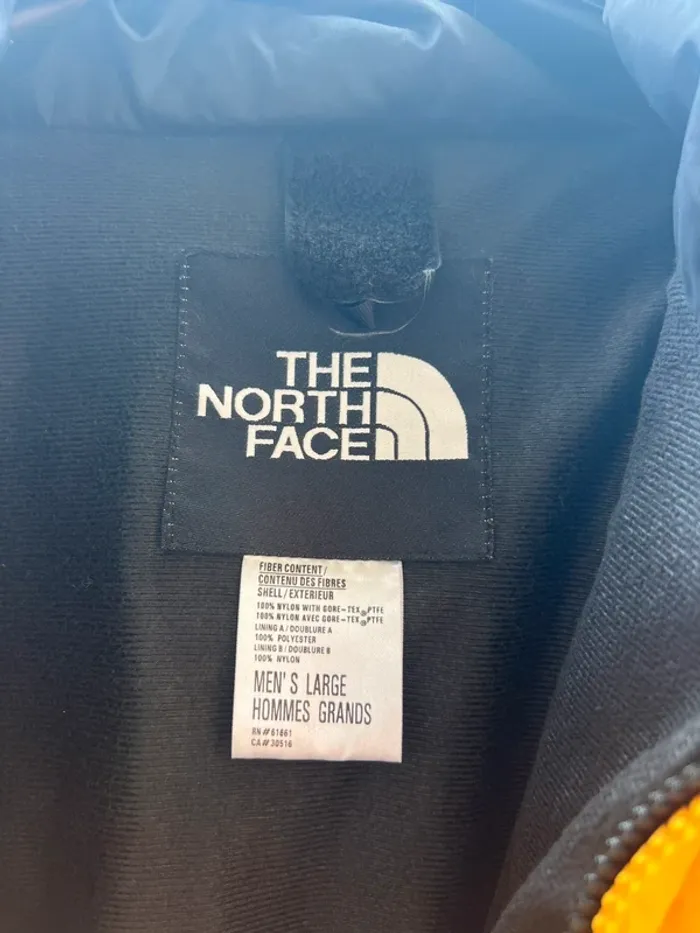 THE
NORTH
FACE
FIBER CONTENT/
CONTENU DES FIBRES
SHELL/EXTERIEUR
100% NYLON WITH GORE-TEX® PTFE
100% NYLON AVEC GORE-TEX® PTFE
LINING A/DOUBLURE A
100% POLYESTER
LINING B/DOUBLURE B
100% NYLON
MEN'S LARGE
HOMMES GRANDS
RN# 61661
CA# 30516